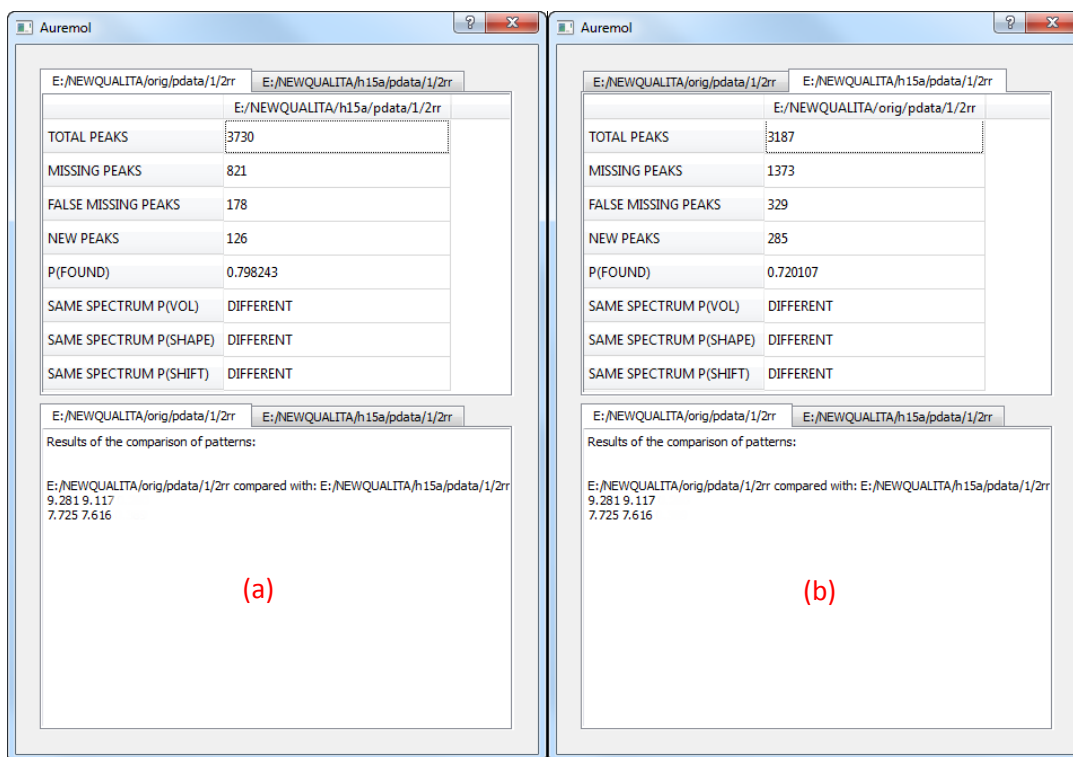 Auremol
E:/NEWQUALITA/orig/pdata/1/2rr E:/NEWQUALITA/h15a/pdata/1/2rr
E:/NEWQUALITA/h15a/pdata/1/2rr
TOTAL PEAKS 3730
MISSING PEAKS 821
FALSE MISSING PEAKS 178
NEW PEAKS 126
P(FOUND) 0.798243
SAME SPECTRUM P(VOL) DIFFERENT
SAME SPECTRUM P(SHAPE) DIFFERENT
SAME SPECTRUM P(SHIFT) DIFFERENT
E:/NEWQUALITA/orig/pdata/1/2rr E:/NEWQUALITA/h15a/pdata/1/2rr
Results of the comparison of patterns:
E:/NEWQUALITA/orig/pdata/1/2rr compared with: E:/NEWQUALITA/h15a/pdata/1/2rr
9.281 9.117
7.725 7.616
(a)
Auremol
E:/NEWQUALITA/orig/pdata/1/2rr E:/NEWQUALITA/h15a/pdata/1/2rr
E:/NEWQUALITA/orig/pdata/1/2rr
TOTAL PEAKS 3187
MISSING PEAKS 1373
FALSE MISSING PEAKS 329
NEW PEAKS 285
P(FOUND) 0.720107
SAME SPECTRUM P(VOL) DIFFERENT
SAME SPECTRUM P(SHAPE) DIFFERENT
SAME SPECTRUM P(SHIFT) DIFFERENT
E:/NEWQUALITA/orig/pdata/1/2rr E:/NEWQUALITA/h15a/pdata/1/2rr
Results of the comparison of patterns:
E:/NEWQUALITA/orig/pdata/1/2rr compared with: E:/NEWQUALITA/h15a/pdata/1/2rr
9.281 9.117
7.725 7.616
(b)